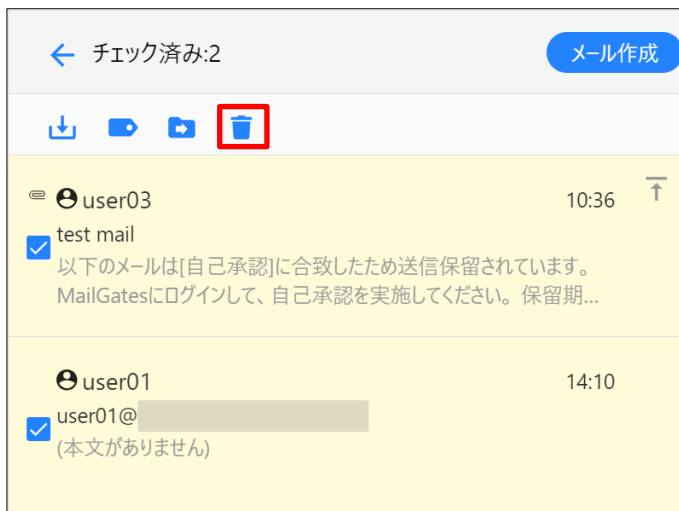 チェック済み:2
メール作成
user03
10:36
test mail
以下のメールは[自己承認]に合致したため送信保留されています。
MailGatesにログインして、自己承認を実施してください。保留期...
user01
14:10
user01@
(本文がありません)